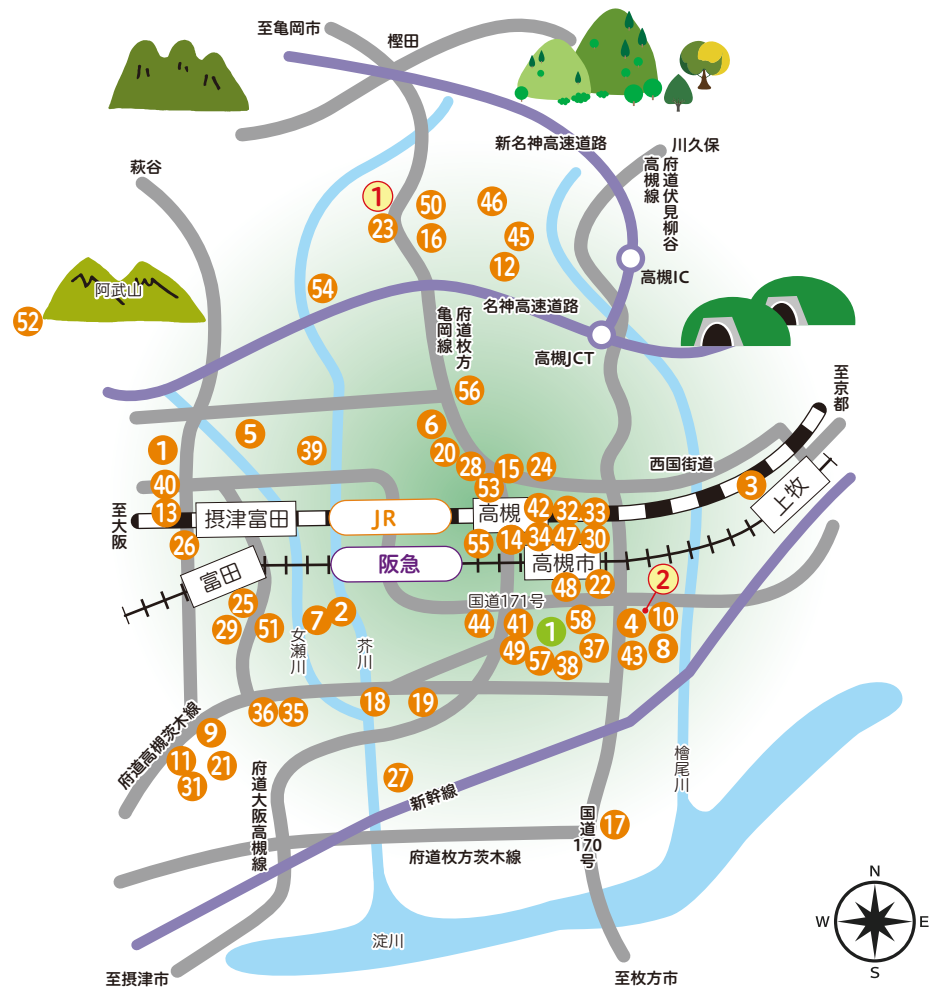 至亀岡市
樫田
新名神高速道路
川久保
府道伏見柳谷
高槻線
萩谷
1
50
46
23
16
45
12
高槻IC
阿武山
54
52
名神高速道路
府道枚方
亀岡線
高槻JCT
至京都
56
6
5
39
1
20
28
15
24
西国街道
40
53
3
上牧
13
至大阪
摂津富田
JR
高槻
42
32
33
26
55
14
34
47
30
富田
阪急
高槻市
48
22
2
国道171号
25
29
51
7
2
44
41
1
58
4
10
女瀬川
芥川
49
57
38
37
43
8
36
35
18
19
府道高槻茨木線
9
11
21
31
府道大阪高槻線
27
新幹線
檜尾川
国道170号
17
府道枚方茨木線
N
W
E
S
淀川
至摂津市
至枚方市